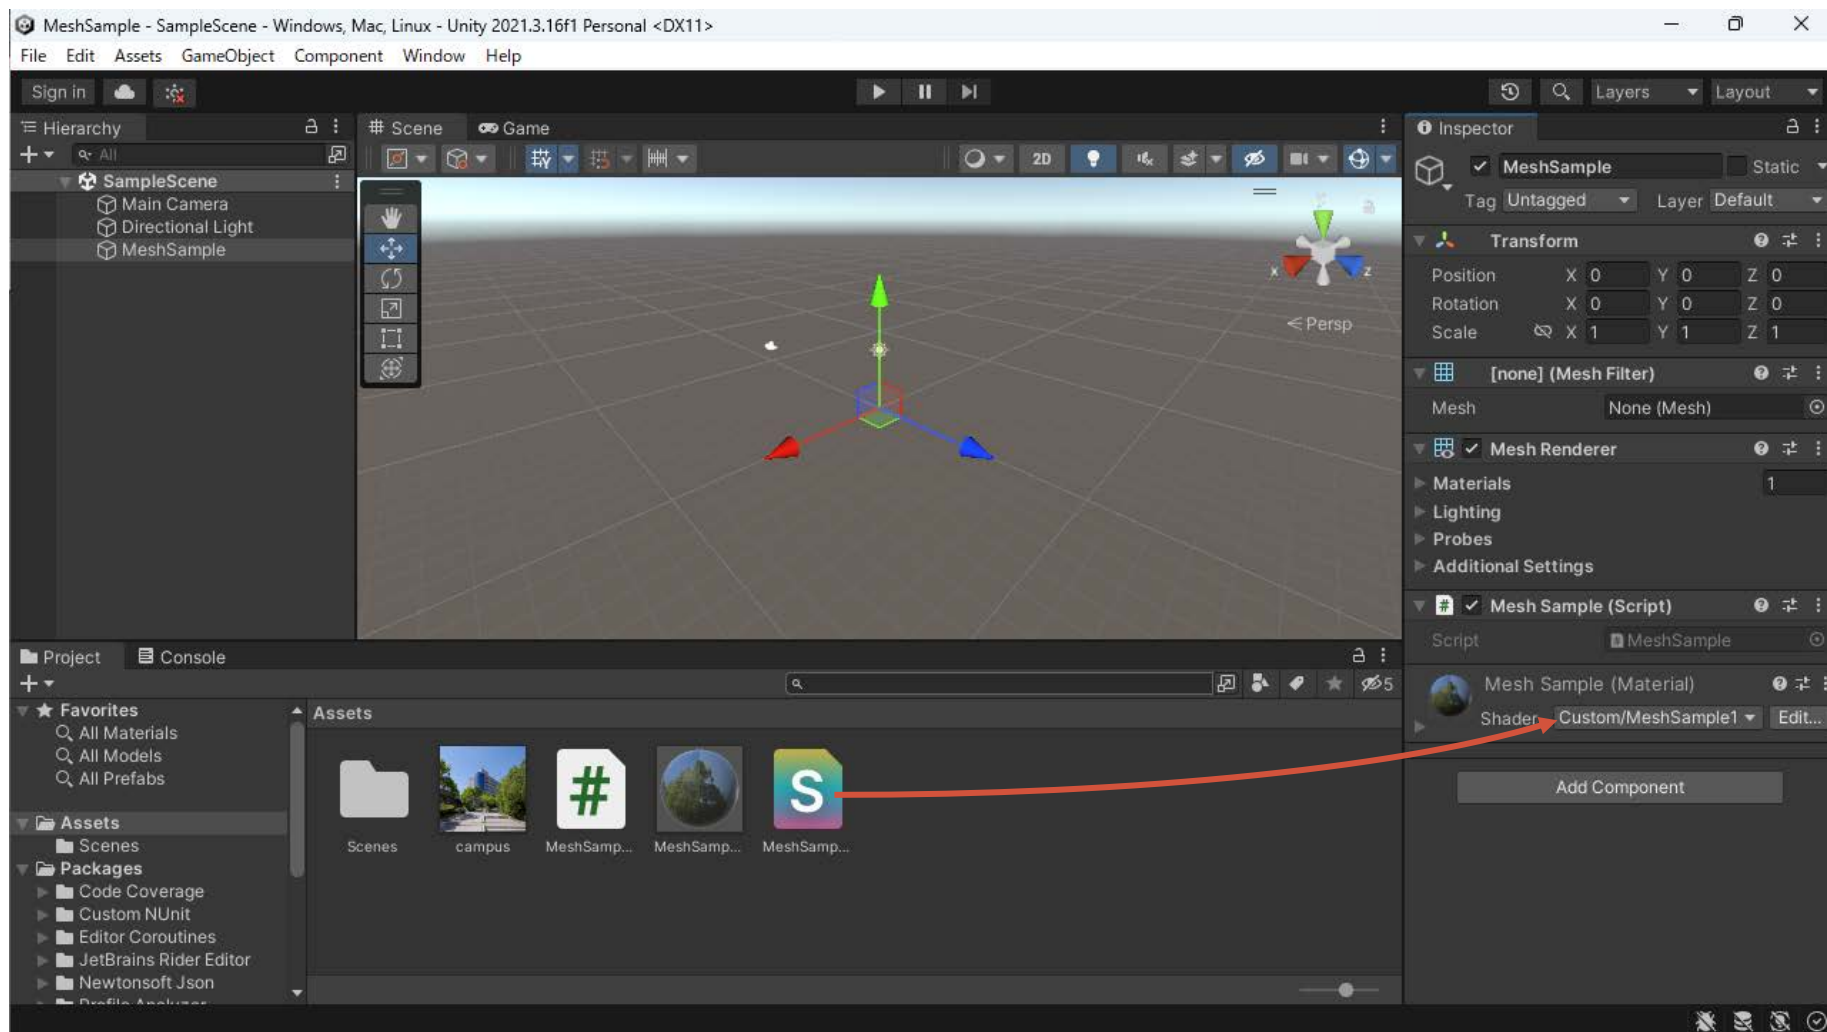 MeshSample - SampleScene - Windows, Mac, Linux - Unity 2021.3.16f1 Personal <DX11>
File Edit Assets GameObject Component Window Help
Sign in
Layers
Layout
Hierarchy
All
SampleScene
Main Camera
Directional Light
MeshSample
Scene
Game
2D
Y
X
Z
Persp
Inspector
MeshSample
Static
Tag Untagged Layer Default
Transform
Position X 0 Y 0 Z 0
Rotation X 0 Y 0 Z 0
Scale X 1 Y 1 Z 1
[none] (Mesh Filter)
Mesh None (Mesh)
Mesh Renderer
Materials 1
Lighting
Probes
Additional Settings
# Mesh Sample (Script)
Script MeshSample
Mesh Sample (Material)
Shader Custom/MeshSample1 Edit...
Add Component
Project
Console
5
Favorites
All Materials
All Models
All Prefabs
Assets
Scenes
Packages
Code Coverage
Custom NUnit
Editor Coroutines
JetBrains Rider Editor
Newtonsoft Json
Assets
# S
Scenes campus MeshSamp... MeshSamp... MeshSamp...